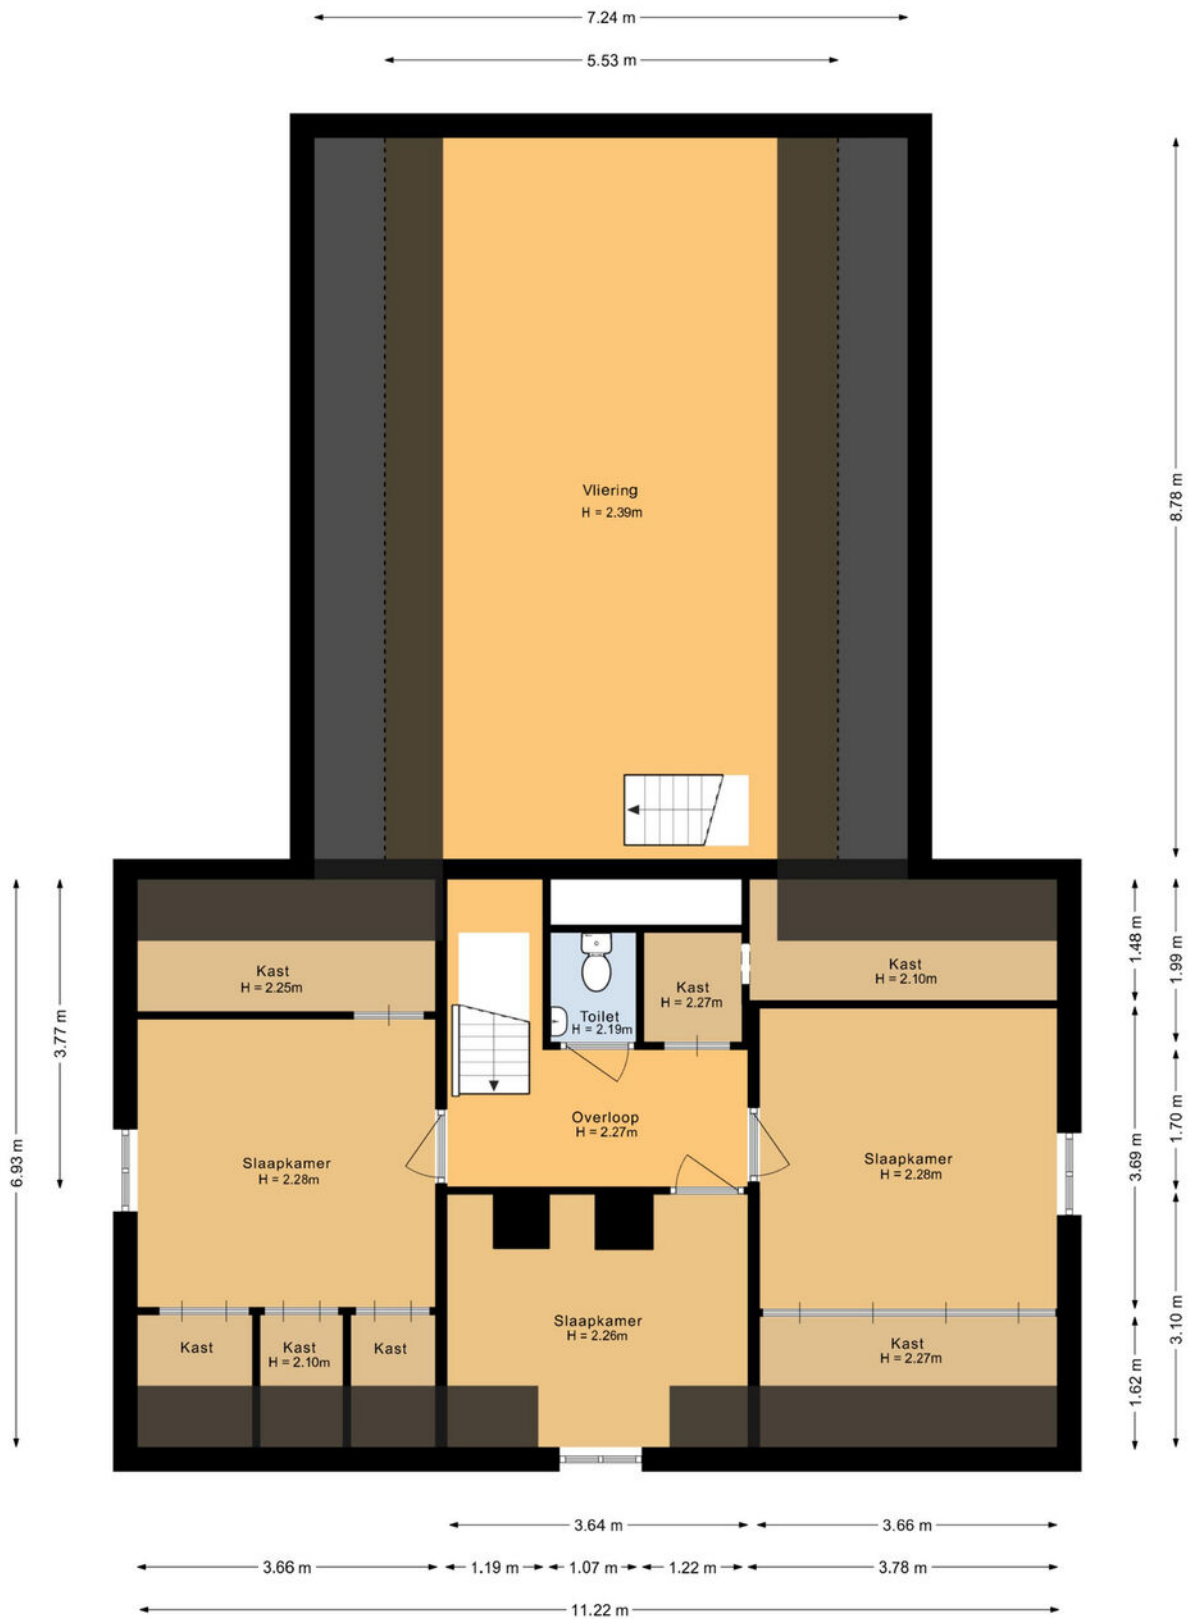 7.24 m
5.53 m
8.78 m
Vliering
H = 2.39m
6.93 m
3.77 m
1.48 m
1.99 m
Kast
H = 2.25m
Kast
H = 2.27m
Kast
H = 2.10m
Toilet
H = 2.19m
Overloop
H = 2.27m
1.70 m
3.69 m
Slaapkamer
H = 2.28m
Slaapkamer
H = 2.28m
Slaapkamer
H = 2.26m
3.10 m
1.62 m
Kast
Kast
H = 2.10m
Kast
Kast
H = 2.27m
3.64 m
3.66 m
3.66 m
1.19 m
1.07 m
1.22 m
3.78 m
11.22 m